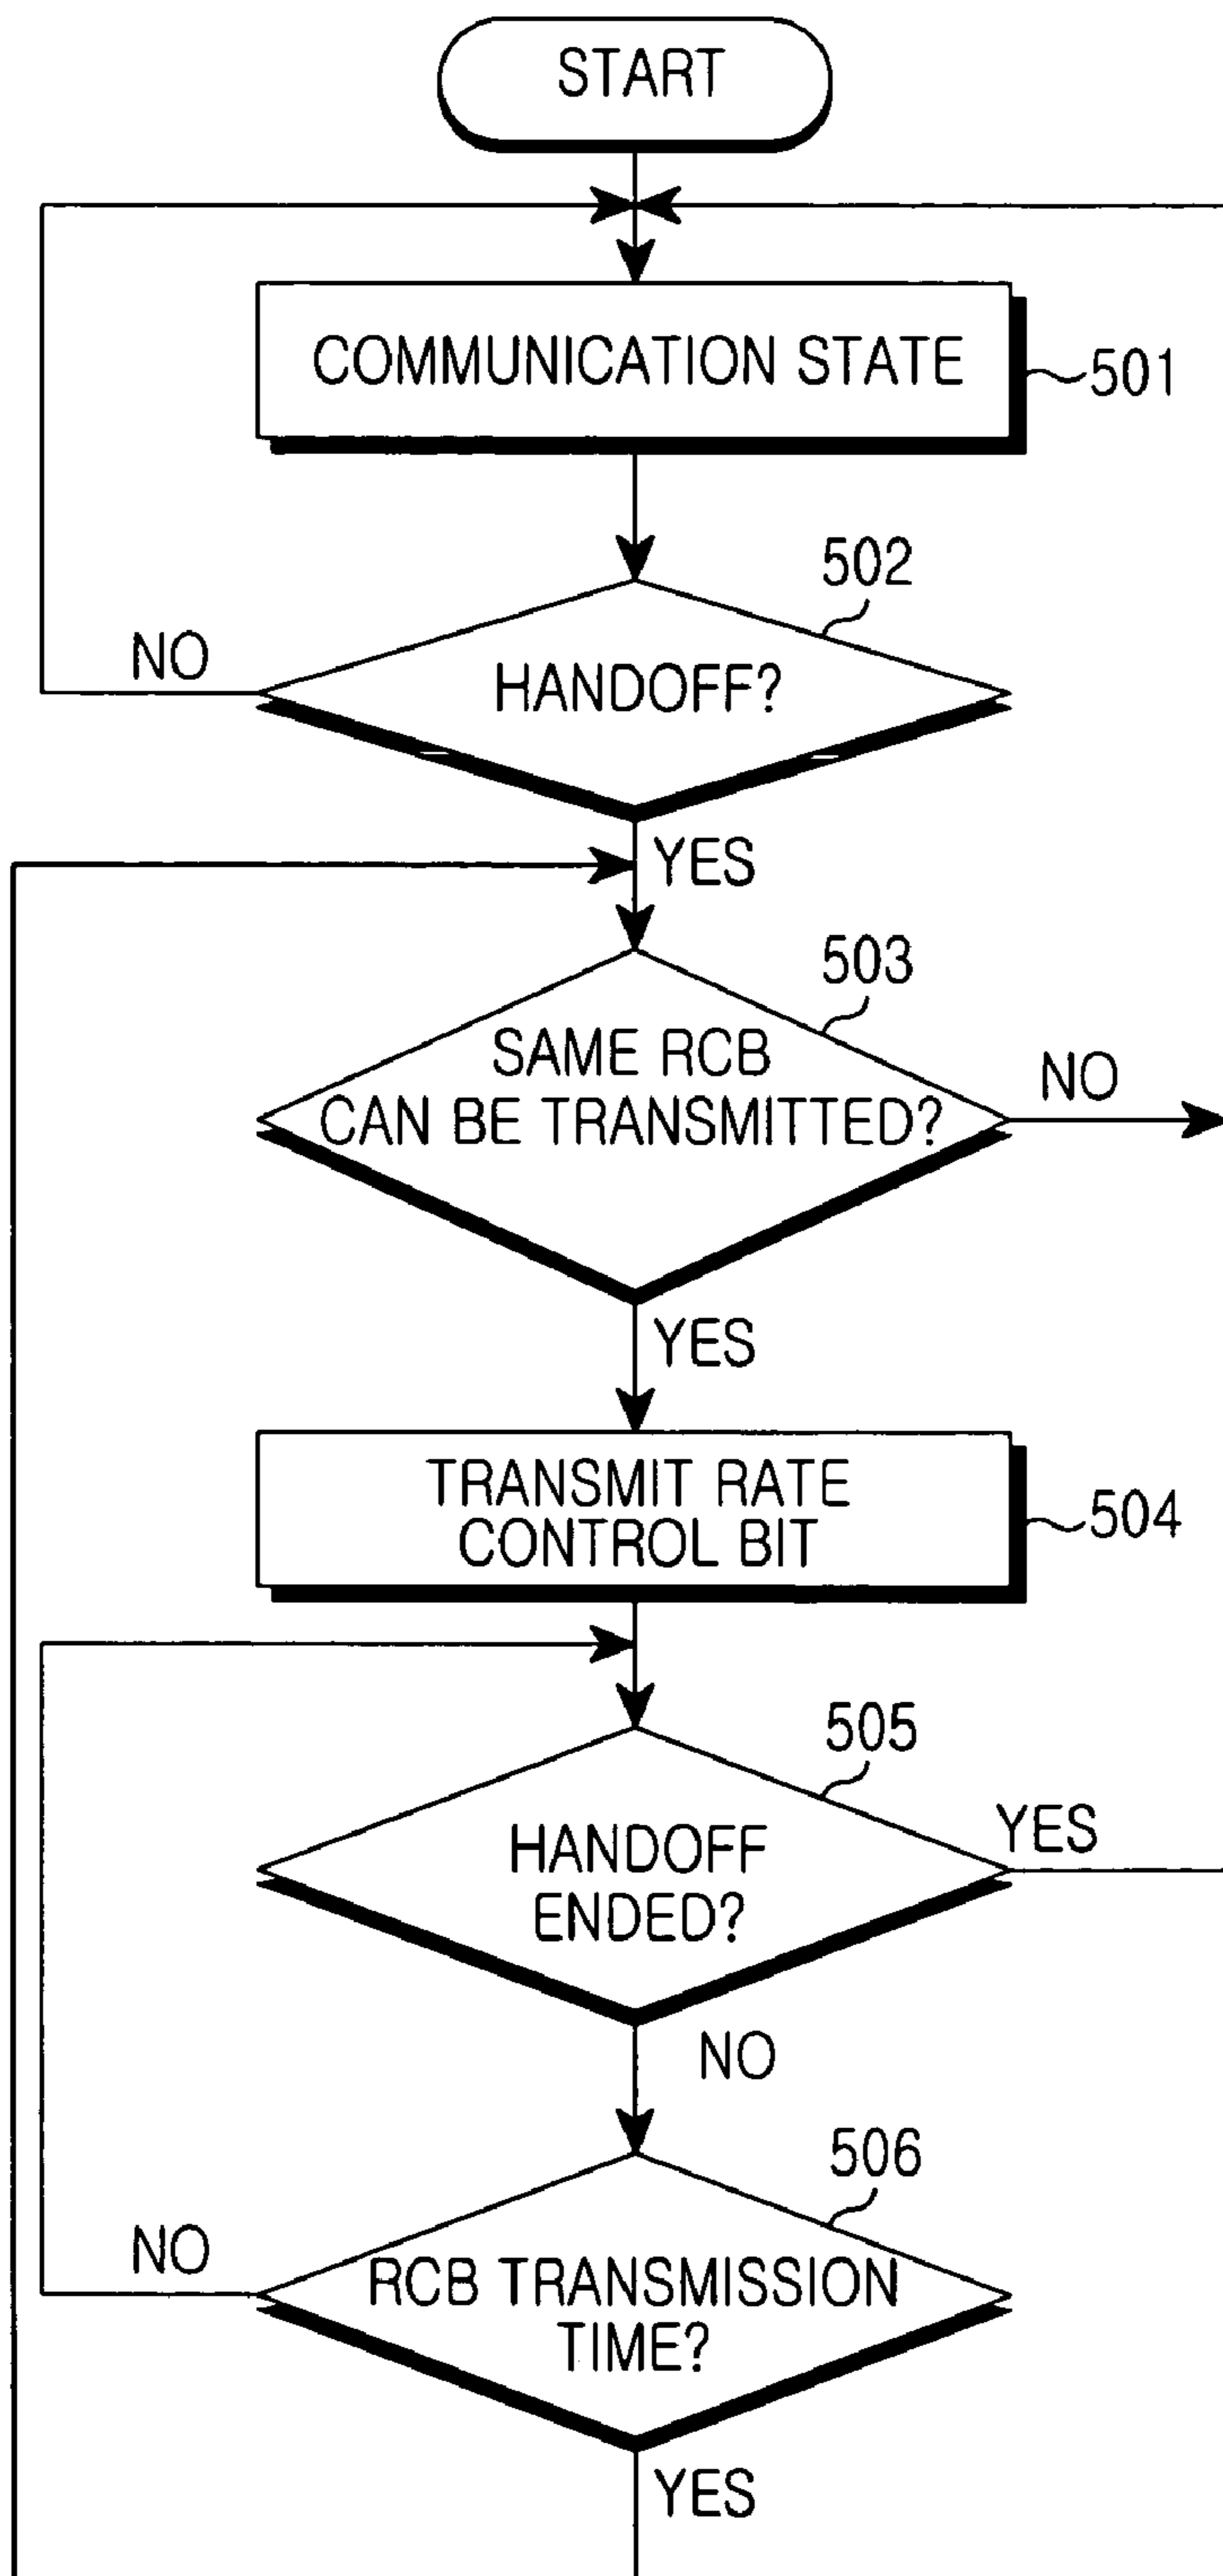 START
COMMUNICATION STATE
501
502
HANDOFF?
NO
YES
503
SAME RCB
CAN BE TRANSMITTED?
NO
YES
TRANSMIT RATE
CONTROL BIT
504
505
HANDOFF
ENDED?
YES
NO
506
RCB TRANSMISSION
TIME?
NO
YES